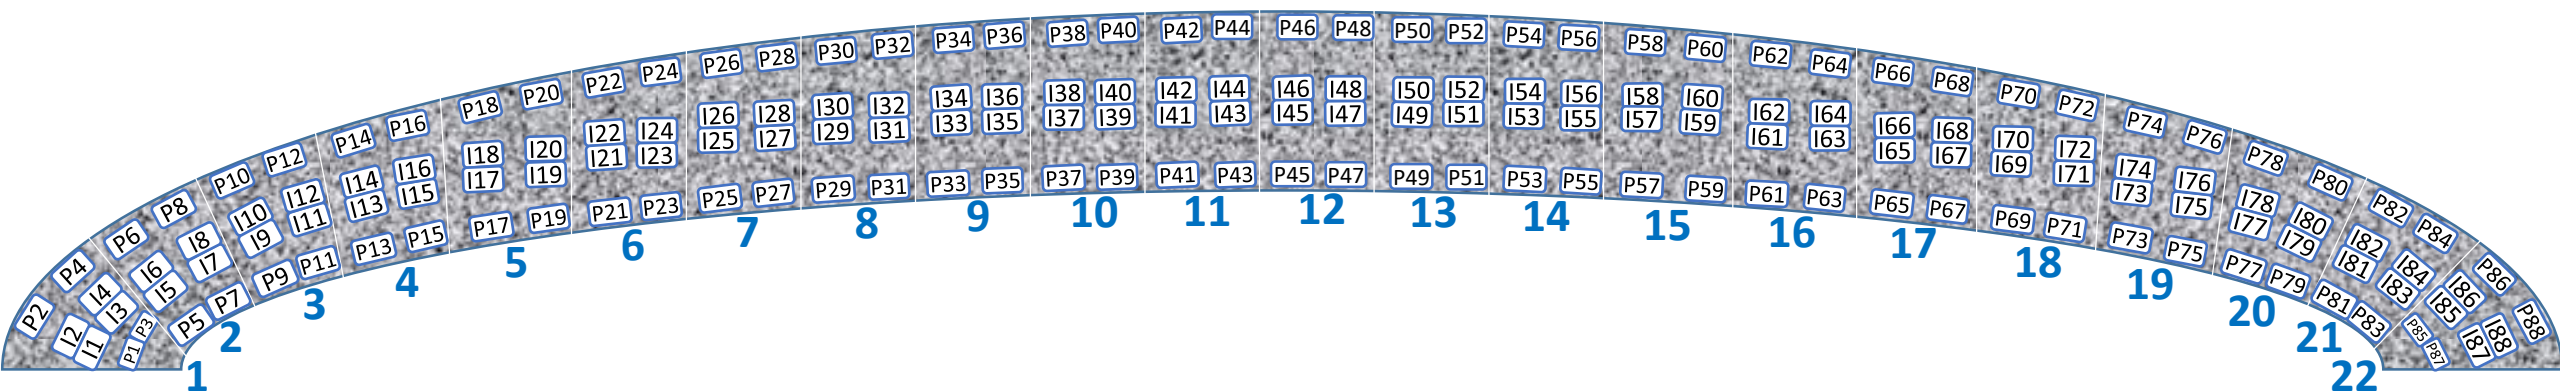 P2 P4
I2 I4
I1 I3
P1 P3
1
P6 P8
I6 I8
I5 I7
P5 P7
2
P10 P12
I10 I12
I9 I11
P9 P11
3
P14 P16
I14 I16
I13 I15
P13 P15
4
P18 P20
I18 I20
I17 I19
P17 P19
5
P22 P24
I22 I24
I21 I23
P21 P23
6
P26 P28
I26 I28
I25 I27
P25 P27
7
P30 P32
I30 I32
I29 I31
P29 P31
8
P34 P36
I34 I36
I33 I35
P33 P35
9
P38 P40
I38 I40
I37 I39
P37 P39
10
P42 P44
I42 I44
I41 I43
P41 P43
11
P46 P48
I46 I48
I45 I47
P45 P47
12
P50 P52
I50 I52
I49 I51
P49 P51
13
P54 P56
I54 I56
I53 I55
P53 P55
14
P58 P60
I58 I60
I57 I59
P57 P59
15
P62 P64
I62 I64
I61 I63
P61 P63
16
P66 P68
I66 I68
I65 I67
P65 P67
17
P70 P72
I70 I72
I69 I71
P69 P71
18
P74 P76
I74 I76
I73 I75
P73 P75
19
P78 P80
I78 I80
I77 I79
P77 P79
20
P82 P84
I82 I84
I81 I83
P81 P83
21
P86 P88
I86 I88
I85 I87
P85 P87
22